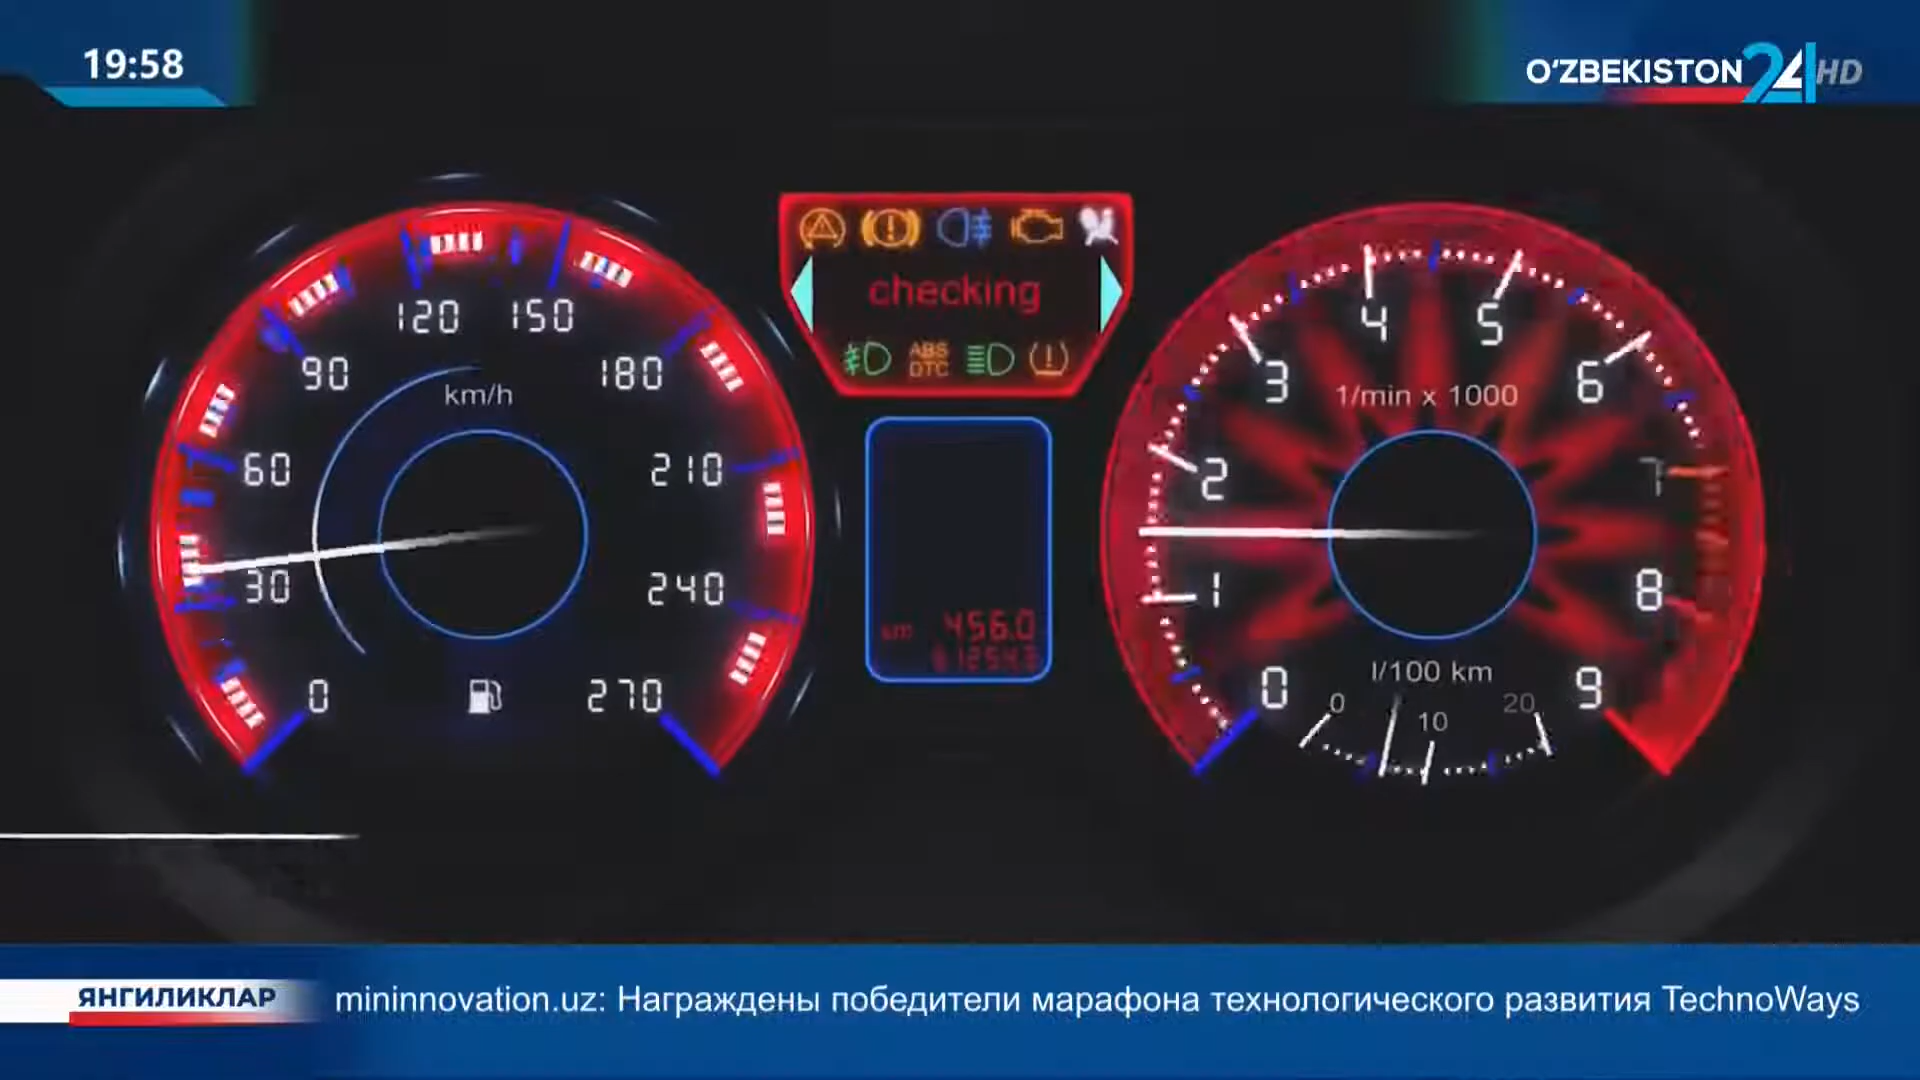 19:58
O‘ZBEKISTON 24 HD
checking
ABS
DTC
120 150
90 180
km/h
60 210
30 240
0 270
km 456.0
4 5
3 6
1/min x 1000
2 7
1 8
l/100 km
0 9
0 10 20
ЯНГИЛИКЛАР
mininnovation.uz: Награждены победители марафона технологического развития TechnoWays